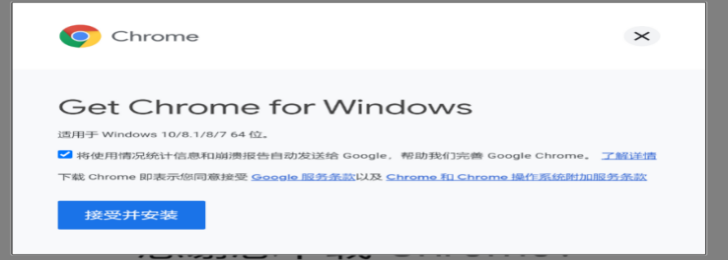 Chrome
Get Chrome for Windows
适用于 Windows 10/8.1/8/7 64 位。
将使用情况统计信息和崩溃报告自动发送给 Google，帮助我们完善 Google Chrome。 了解详情
下载 Chrome 即表示您同意接受 Google 服务条款以及 Chrome 和 Chrome 操作系统附加服务条款
接受并安装